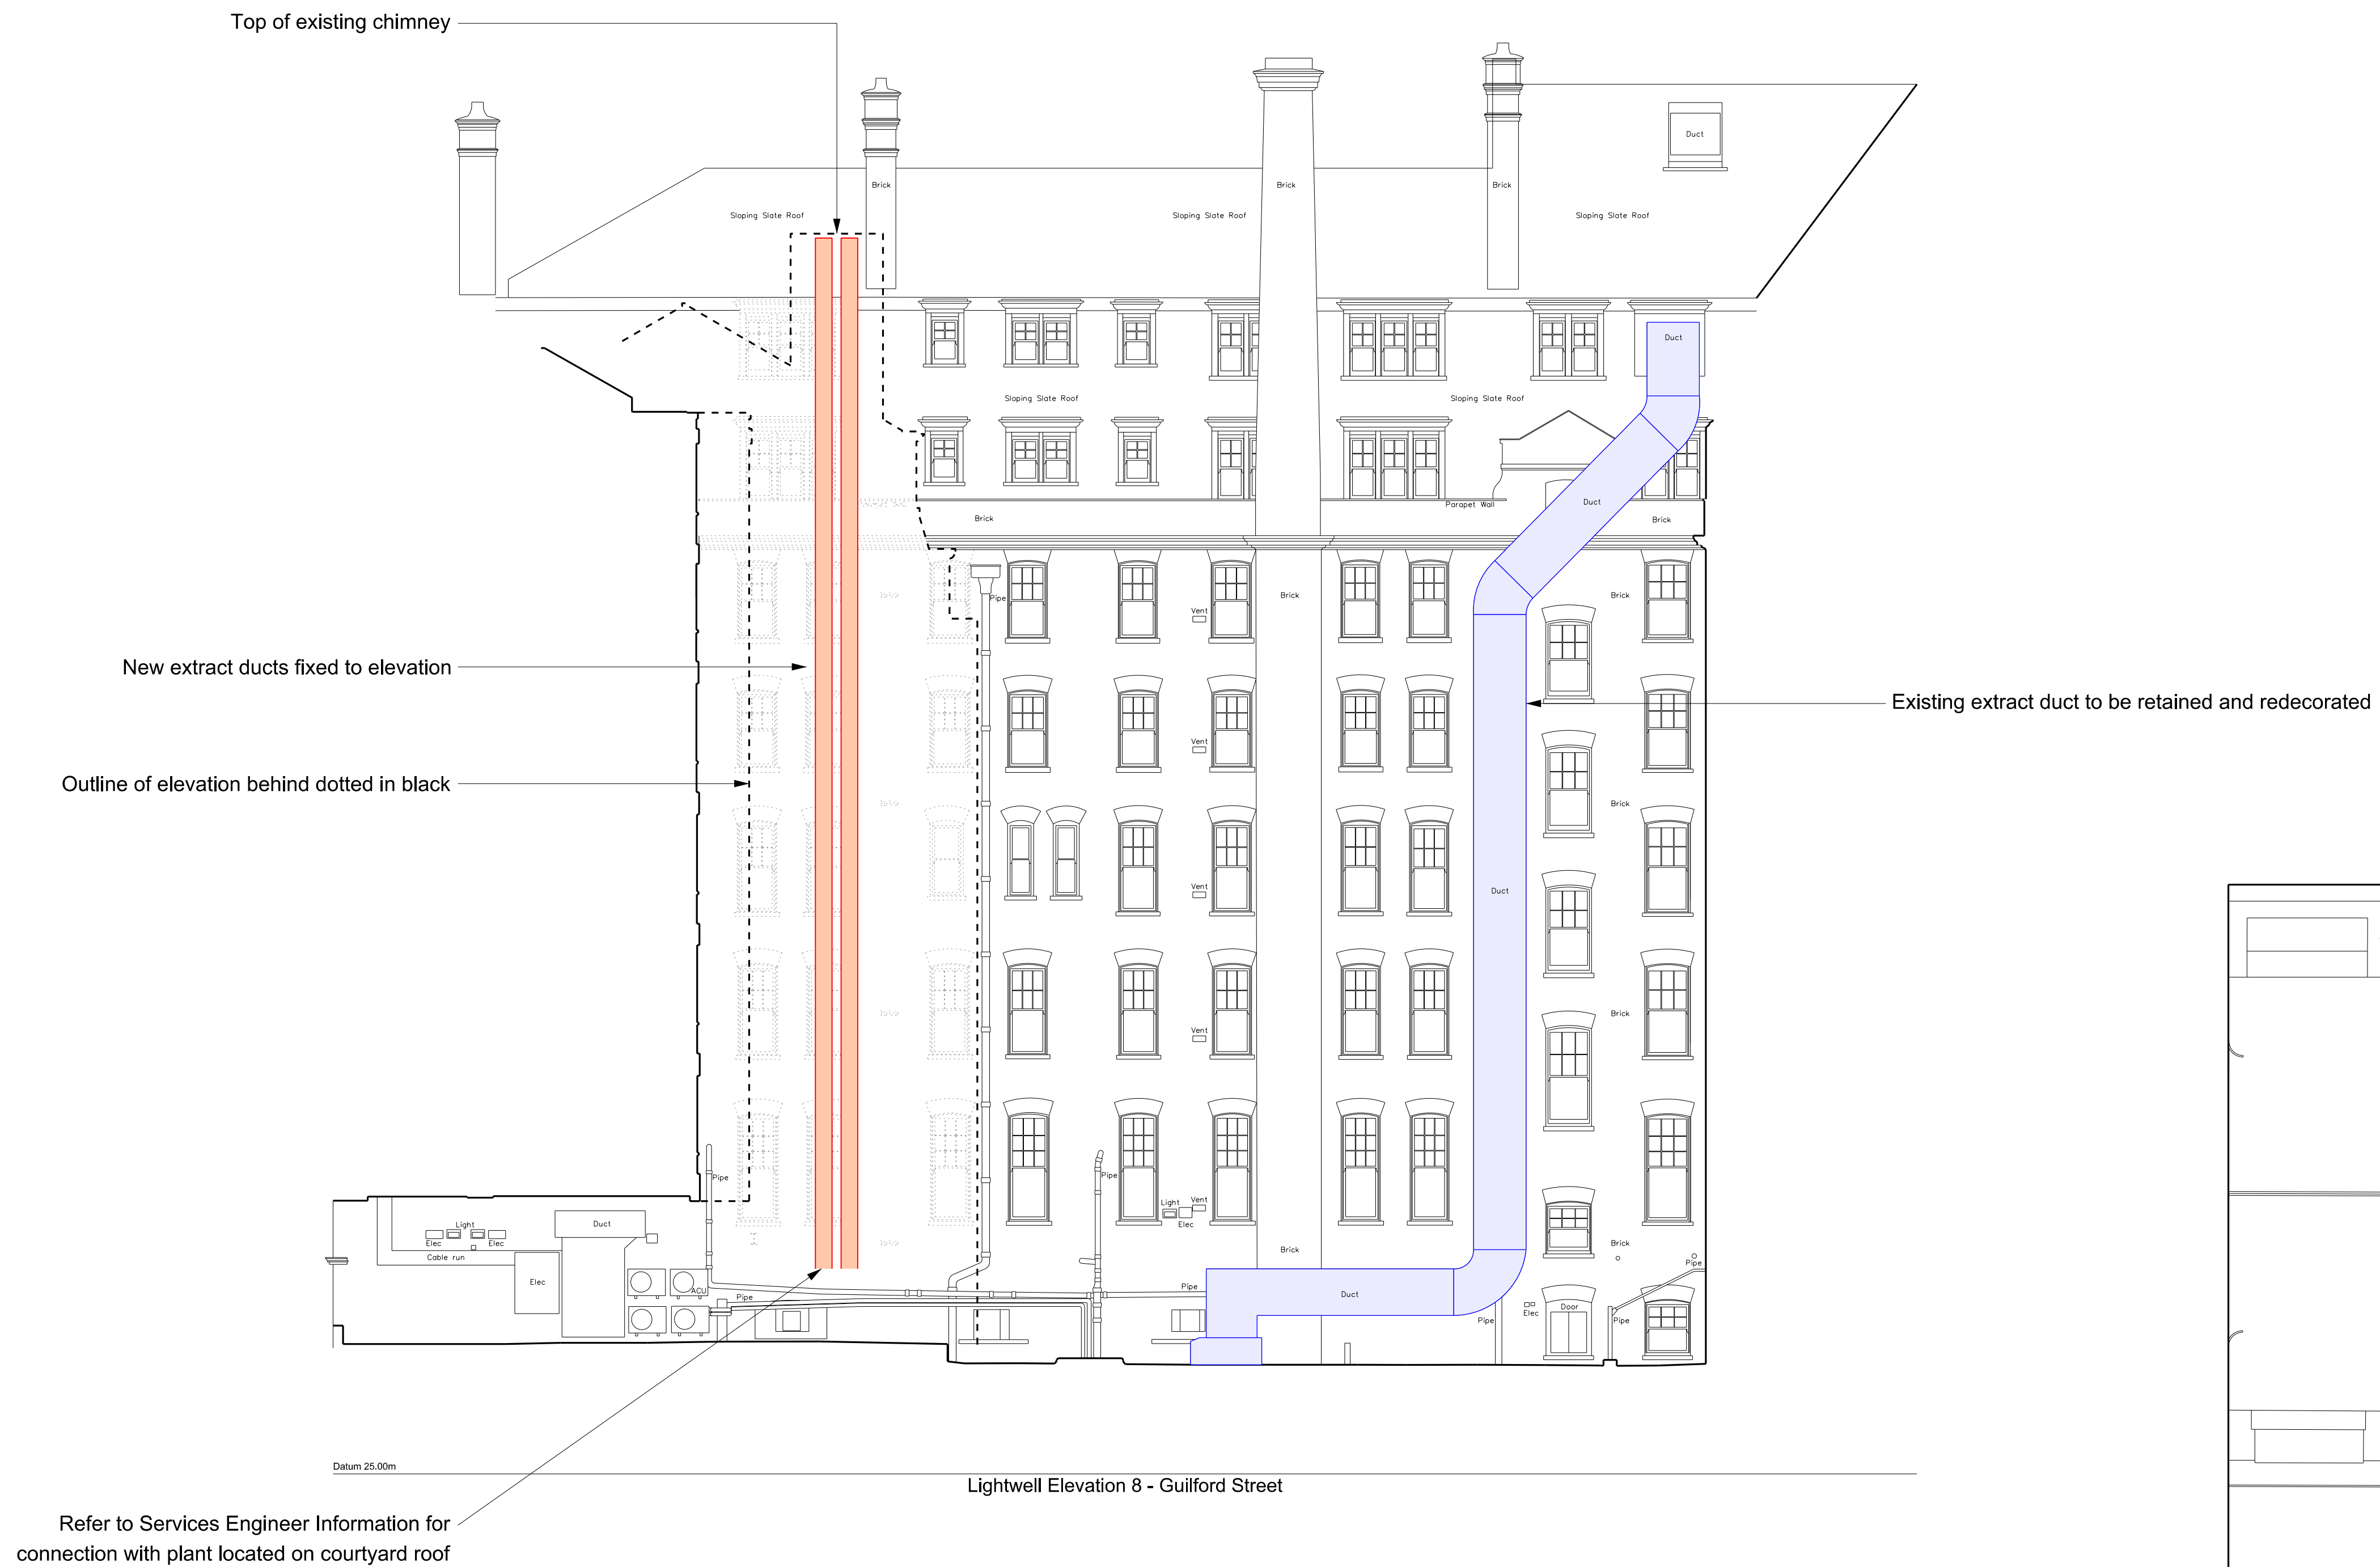 Top of existing chimney
Duct
Brick
Brick
Brick
Sloping Slate Roof
Sloping Slate Roof
Sloping Slate Roof
Duct
Sloping Slate Roof
Sloping Slate Roof
Duct
Parapet Wall
Brick
Brick
Pipe
Brick
Brick
Vent
New extract ducts fixed to elevation
Existing extract duct to be retained and redecorated
Vent
Outline of elevation behind dotted in black
Brick
Vent
Duct
Brick
Vent
Pipe
Pipe
Light
Vent
Elec
Light
Duct
Elec
Elec
Cable run
Brick
Brick
Pipe
Elec
ACU
Pipe
Pipe
Duct
Elec
Door
Pipe
Pipe
Datum 25.00m
Lightwell Elevation 8 - Guilford Street
Refer to Services Engineer Information for
connection with plant located on courtyard roof